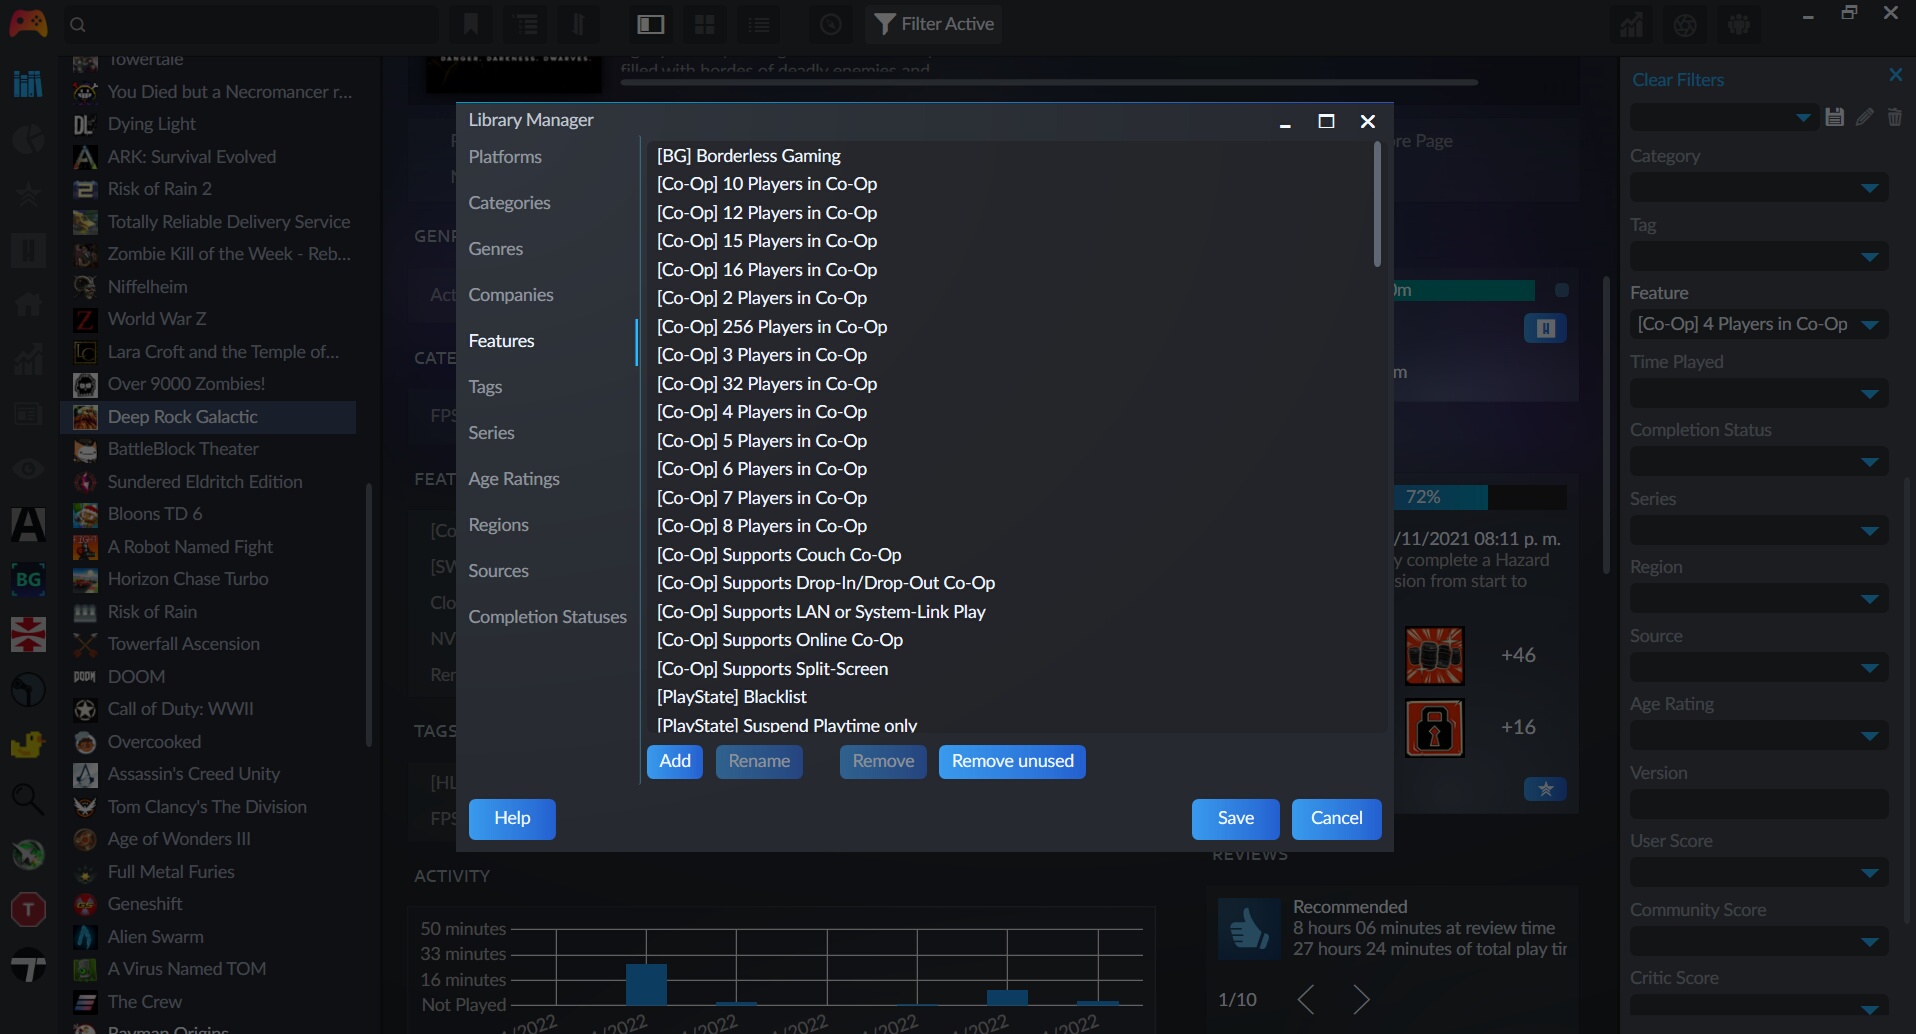 Filter Active
Towertale
You Died but a Necromancer r...
Dying Light
ARK: Survival Evolved
Risk of Rain 2
Totally Reliable Delivery Service
Zombie Kill of the Week - Reb...
Niffelheim
World War Z
Lara Croft and the Temple of...
Over 9000 Zombies!
Deep Rock Galactic
BattleBlock Theater
Sundered Eldritch Edition
Bloons TD 6
A Robot Named Fight
Horizon Chase Turbo
Risk of Rain
Towerfall Ascension
DOOM
Call of Duty: WWII
Overcooked
Assassin's Creed Unity
Tom Clancy's The Division
Age of Wonders III
Full Metal Furies
Geneshift
Alien Swarm
A Virus Named TOM
The Crew
Rayman Origins
BG
DANGER. DARKNESS. DWARVES.
filled with hordes of deadly enemies and
re Page
GENR
Act
CATE
FPS
FEAT
[Co
[SW
Clo
NV
Rer
TAGS
[HL
FPS
Library Manager
Platforms
Categories
Genres
Companies
Features
Tags
Series
Age Ratings
Regions
Sources
Completion Statuses
[BG] Borderless Gaming
[Co-Op] 10 Players in Co-Op
[Co-Op] 12 Players in Co-Op
[Co-Op] 15 Players in Co-Op
[Co-Op] 16 Players in Co-Op
[Co-Op] 2 Players in Co-Op
[Co-Op] 256 Players in Co-Op
[Co-Op] 3 Players in Co-Op
[Co-Op] 32 Players in Co-Op
[Co-Op] 4 Players in Co-Op
[Co-Op] 5 Players in Co-Op
[Co-Op] 6 Players in Co-Op
[Co-Op] 7 Players in Co-Op
[Co-Op] 8 Players in Co-Op
[Co-Op] Supports Couch Co-Op
[Co-Op] Supports Drop-In/Drop-Out Co-Op
[Co-Op] Supports LAN or System-Link Play
[Co-Op] Supports Online Co-Op
[Co-Op] Supports Split-Screen
[PlayState] Blacklist
[PlayState] Suspend Playtime only
Add
Rename
Remove
Remove unused
Help
Save
Cancel
0m
m
72%
/11/2021 08:11 p. m.
y complete a Hazard
sion from start to
+46
+16
ACTIVITY
50 minutes
33 minutes
16 minutes
Not Played
/2022
/2022
/2022
/2022
/2022
/2022
/2022
REVIEWS
Recommended
8 hours 06 minutes at review time
27 hours 24 minutes of total play tir
1/10
Clear Filters
Category
Tag
Feature
[Co-Op] 4 Players in Co-Op
Time Played
Completion Status
Series
Region
Source
Age Rating
Version
User Score
Community Score
Critic Score